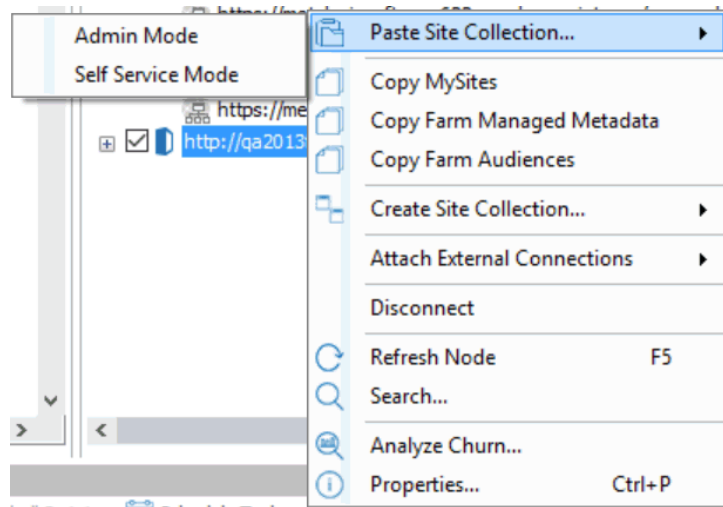 Admin Mode
Self Service Mode
https://me
http://qa2013
Paste Site Collection...
Copy MySites
Copy Farm Managed Metadata
Copy Farm Audiences
Create Site Collection...
Attach External Connections
Disconnect
Refresh Node F5
Search...
Analyze Churn...
Properties... Ctrl+P